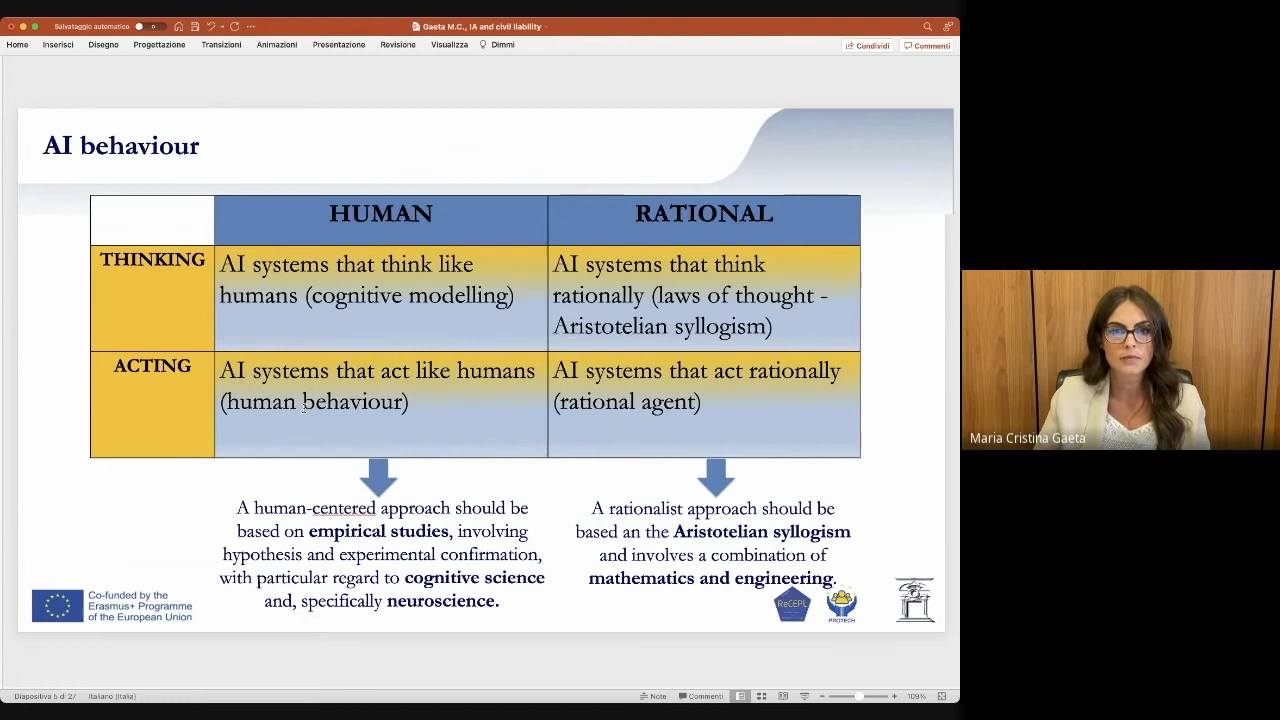 Salvataggio automatico
Gaeta M.C., IA and civil liability
Home Inserisci Disegno Progettazione Transizioni Animazioni Presentazione Revisione Visualizza Dimmi Condividi Commenti
AI behaviour
HUMAN RATIONAL
THINKING
AI systems that think like
humans (cognitive modelling)
AI systems that think
rationally (laws of thought -
Aristotelian syllogism)
ACTING
AI systems that act like humans
(human behaviour)
AI systems that act rationally
(rational agent)
A human-centered approach should be
based on empirical studies, involving
hypothesis and experimental confirmation,
with particular regard to cognitive science
and, specifically neuroscience.
A rationalist approach should be
based an the Aristotelian syllogism
and involves a combination of
mathematics and engineering.
Co-funded by the
Erasmus+ Programme
of the European Union
ReCEPL
PROTECH
Maria Cristina Gaeta
Diapositiva 5 di 27 Italiano (Italia) Note Commenti 109%